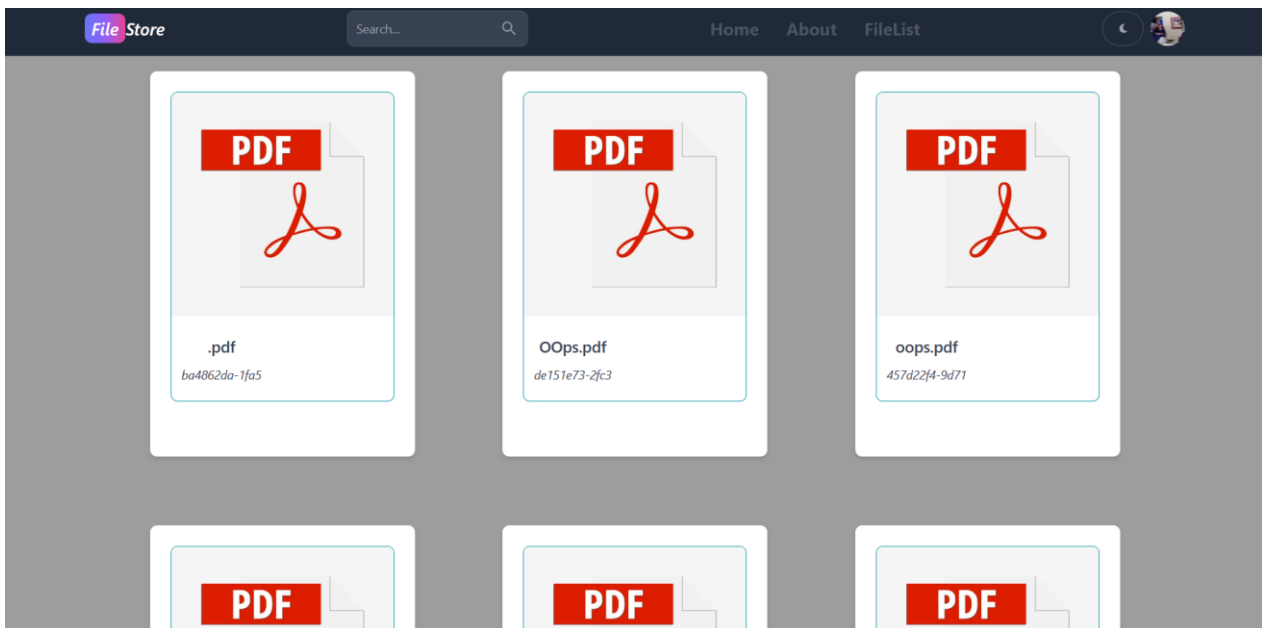 File Store
Search...
Home About FileList
PDF
PDF
PDF
.pdf
OOps.pdf
oops.pdf
ba4862da-1fa5
de151e73-2fc3
457d22f4-9d71
PDF
PDF
PDF